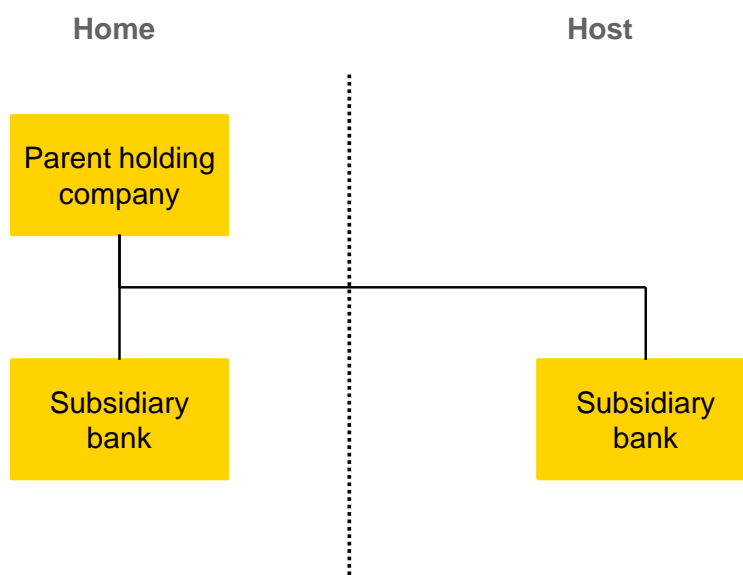 Home
Host
Parent holding
company
Subsidiary
bank
Subsidiary
bank